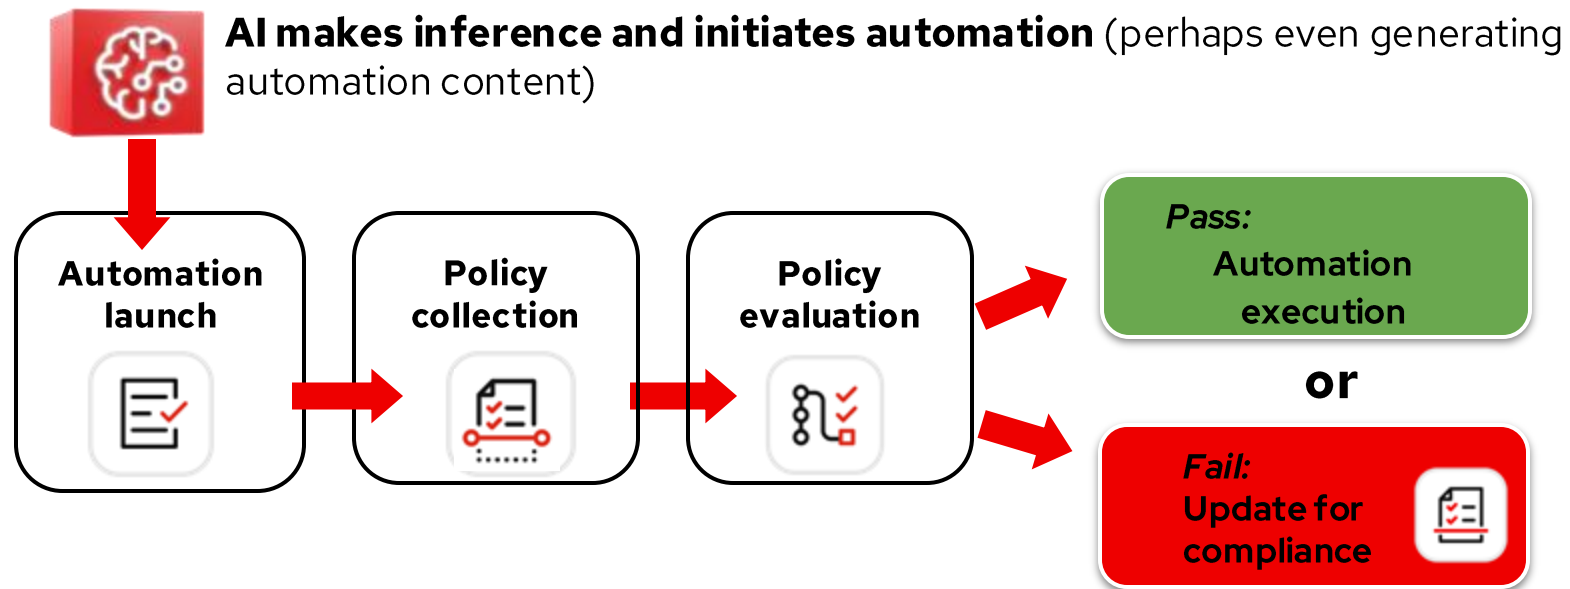 AI makes inference and initiates automation (perhaps even generating
automation content)
Automation
launch
Policy
collection
Policy
evaluation
Pass:
Automation
execution
or
Fail:
Update for
compliance